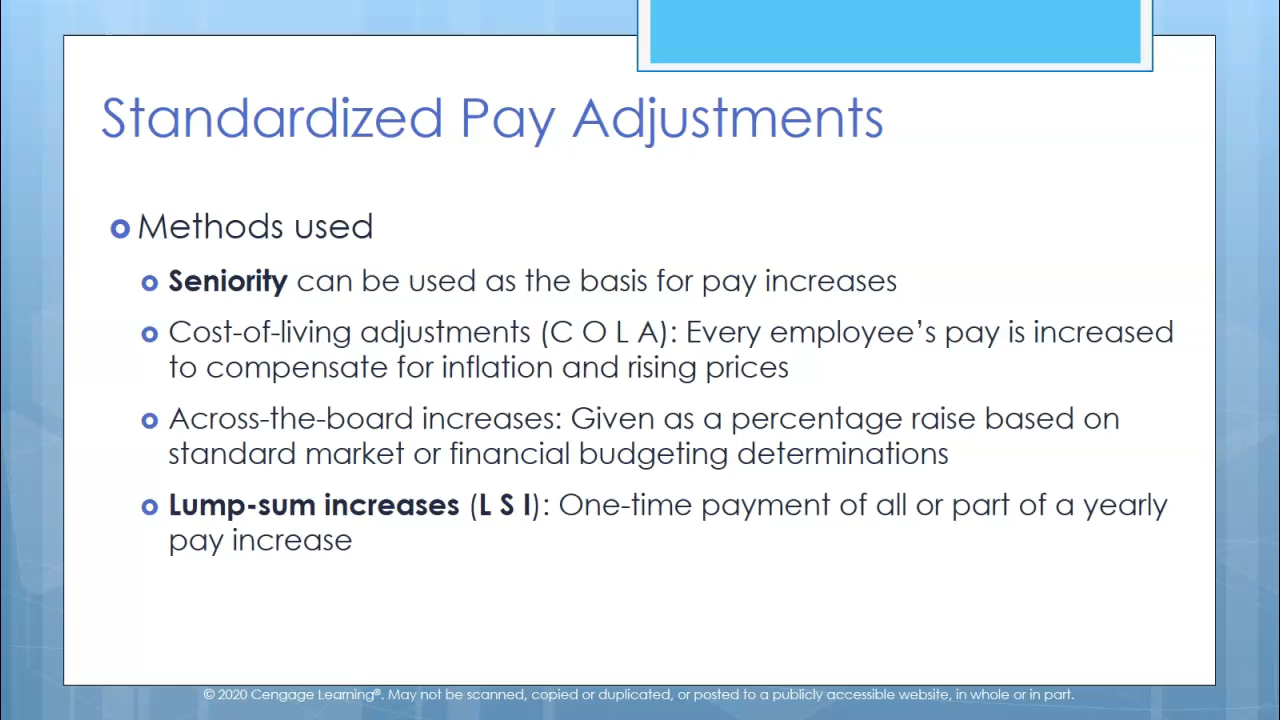 Standardized Pay Adjustments
Methods used
Seniority can be used as the basis for pay increases
Cost-of-living adjustments (C O L A): Every employee’s pay is increased
to compensate for inflation and rising prices
Across-the-board increases: Given as a percentage raise based on
standard market or financial budgeting determinations
Lump-sum increases (L S I): One-time payment of all or part of a yearly
pay increase
© 2020 Cengage Learning®. May not be scanned, copied or duplicated, or posted to a publicly accessible website, in whole or in part.